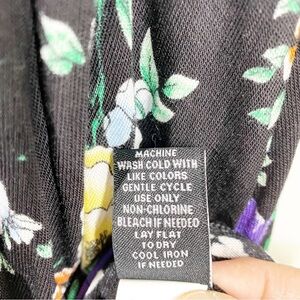 MACHINE
WASH COLD WITH
LIKE COLORS
GENTLE CYCLE
USE ONLY
NON-CHLORINE
BLEACH IF NEEDED
LAY FLAT
TO DRY
COOL IRON
IF NEEDED